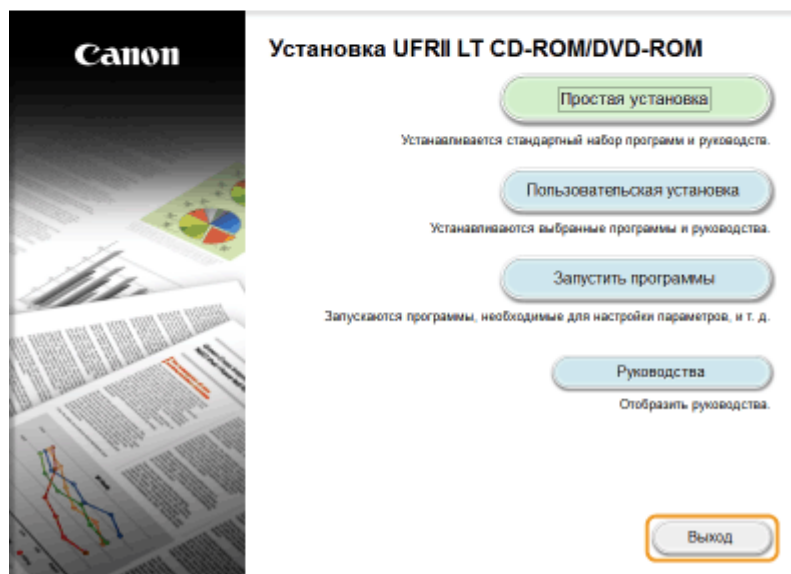 Canon
Установка UFRII LT CD-ROM/DVD-ROM
Простая установка
Устанавливается стандартный набор программ и руководств.
Пользовательская установка
Устанавливаются выбранные программы и руководства.
Запустить программы
Запускаются программы, необходимые для настройки параметров, и т. д.
Руководства
Отобразить руководства.
Выход